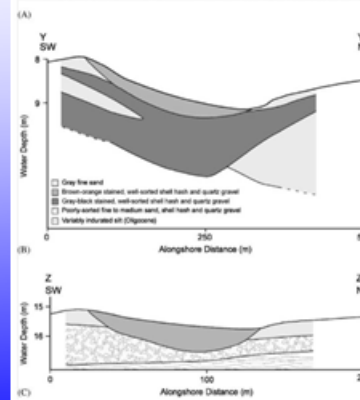 (A)
Y
SW
8
9
Water Depth (m)
Gray fine sand
Brown-orange stained, well-sorted shell hash and quartz gravel
Gray-black stained, well-sorted shell hash and quartz gravel
Poorly-sorted fine to medium sand, shell hash and quartz gravel
Variably indurated silt (Oligocene)
0
250
Alongshore Distance (m)
(B)
Z
SW
15
16
Water Depth (m)
0
100
Alongshore Distance (m)
(C)